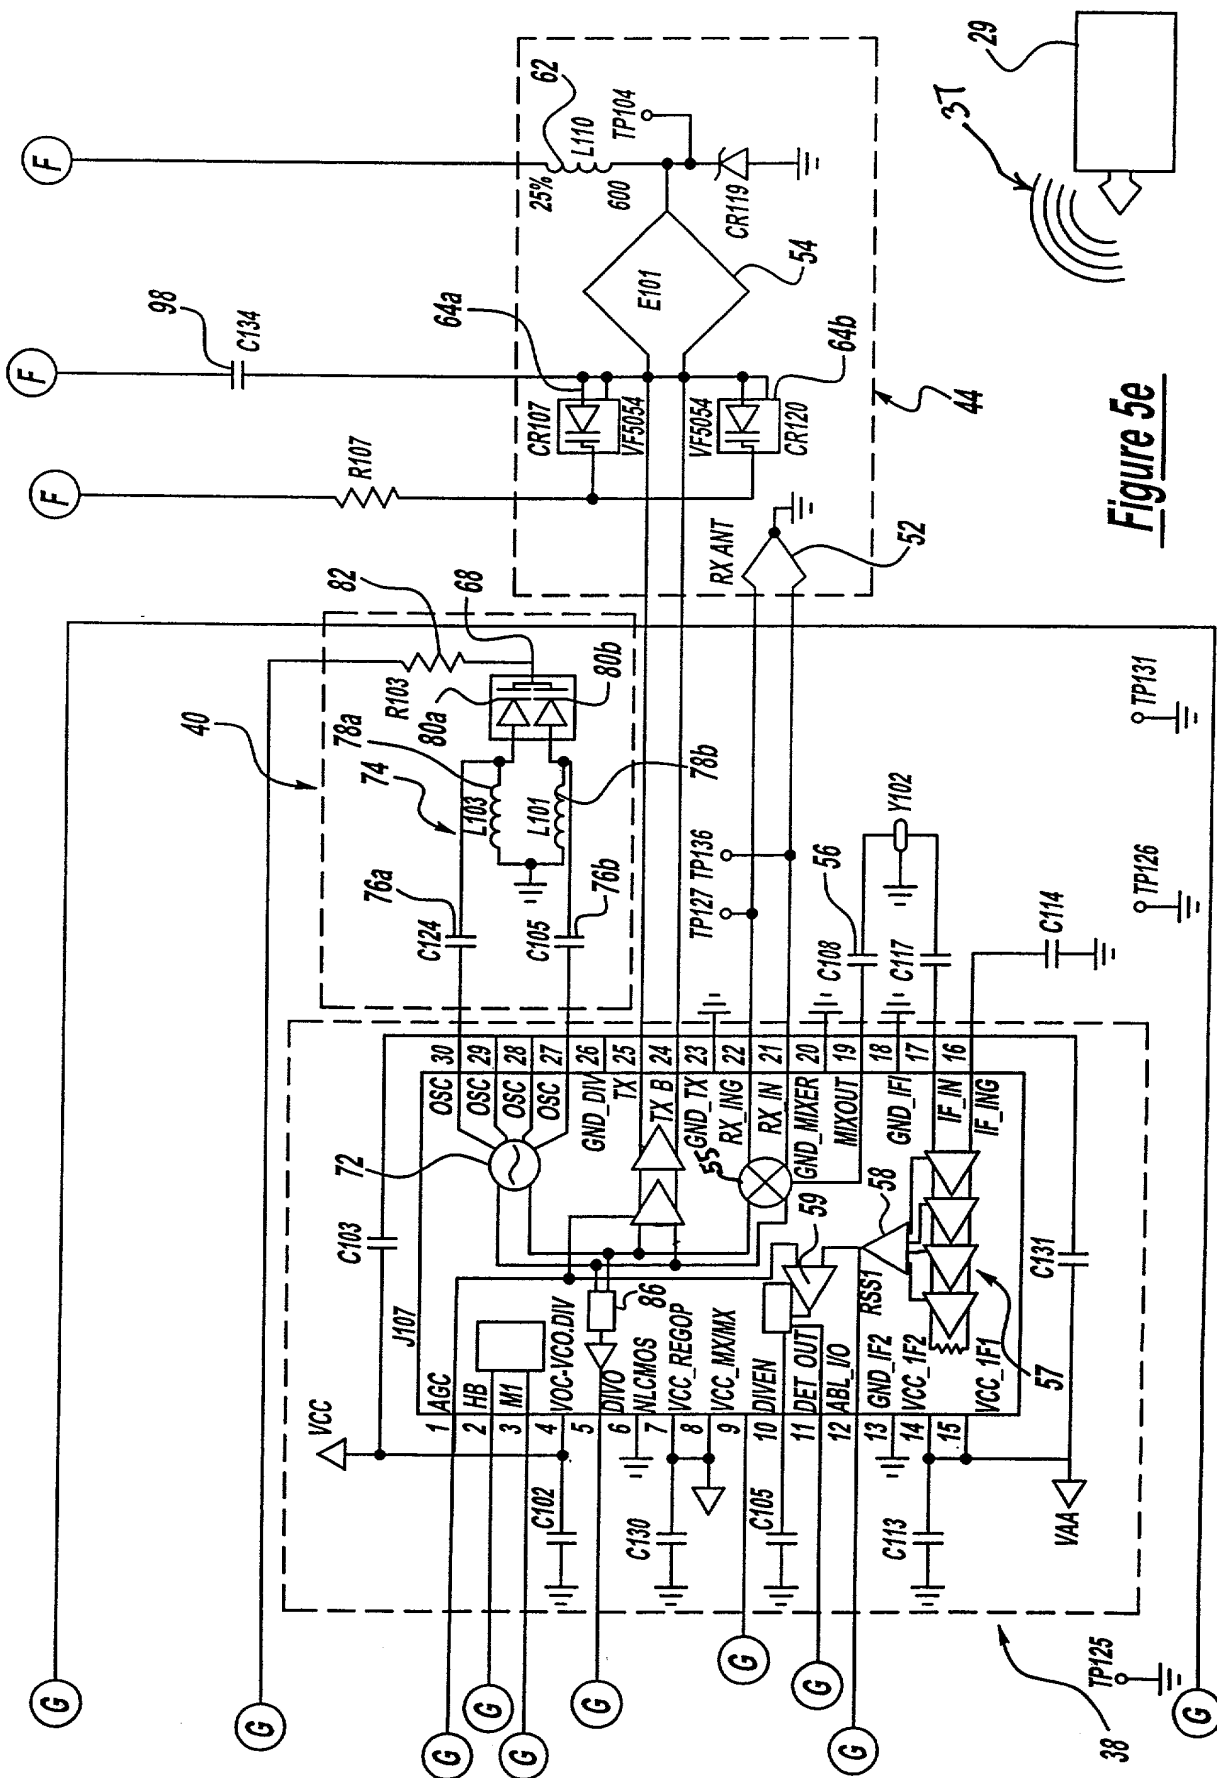 F
F
F
98
C134
R107
62
25%
L110
600
TP104
CR119
E101
54
64a
CR107
VF5054
VF5054
CR120
64b
44
RX ANT
52
29
37
Figure 5e
40
82
R103
68
80a
80b
78a
74
L103
L101
78b
76a
C124
C105
76b
TP127
TP136
56
C108
C117
Y102
C114
TP131
TP126
TP125
38
J107
72
C103
VCC
30
29
28
27
26
25
24
23
22
21
20
19
18
17
16
OSC
OSC
OSC
OSC
GND_DIV
TX
TX_B
GND_TX
RX_ING
RX_IN
GND_MIXER
MIXOUT
GND_IFI
IF_IN
IF_ING
55
59
58
RSS1
57
86
1
2
3
4
5
6
7
8
9
10
11
12
13
14
15
AGC
HB
M1
VOC-VCO.DIV
DIVO
NLCMOS
VCC_REGOP
VCC_MX/MX
DIVEN
DET_OUT
ABL_I/O
GND_IF2
VCC_1F2
VCC_1F1
C102
C130
C105
C113
C131
VAA
G
G
G
G
G
G
G
G
G
G